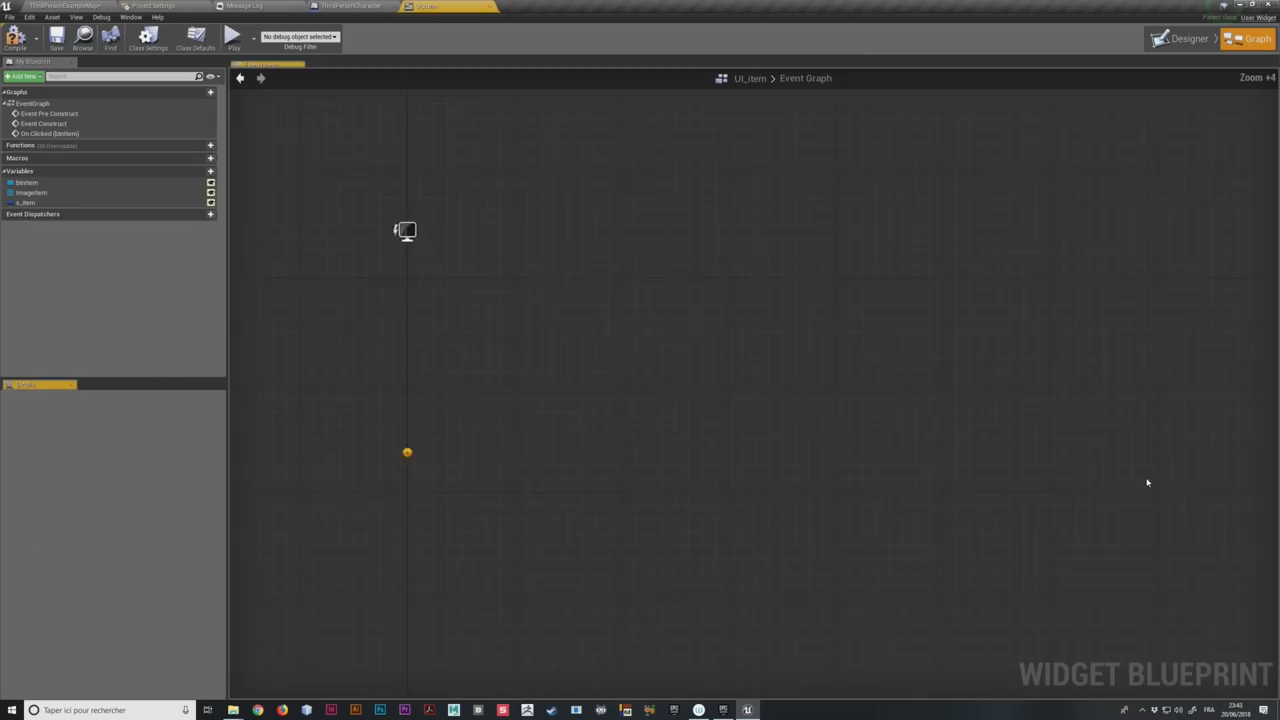 ThirdPersonExampleMap*
Project Settings
Message Log
ThirdPersonCharacter
UI_item
File Edit Asset View Debug Window Help
Parent class: User Widget
Compile Save Browse Find Class Settings Class Defaults Play
No debug object selected
Debug Filter
Designer Graph
My Blueprint
Add New Search
UI_item > Event Graph
Zoom +4
Graphs
EventGraph
Event Pre Construct
Event Construct
On Clicked (btnItem)
Functions (35 Overridable)
Macros
Variables
btnItem
ImageItem
s_item
Event Dispatchers
Details
WIDGET BLUEPRINT
Taper ici pour rechercher
FRA
23:43
20/06/2018